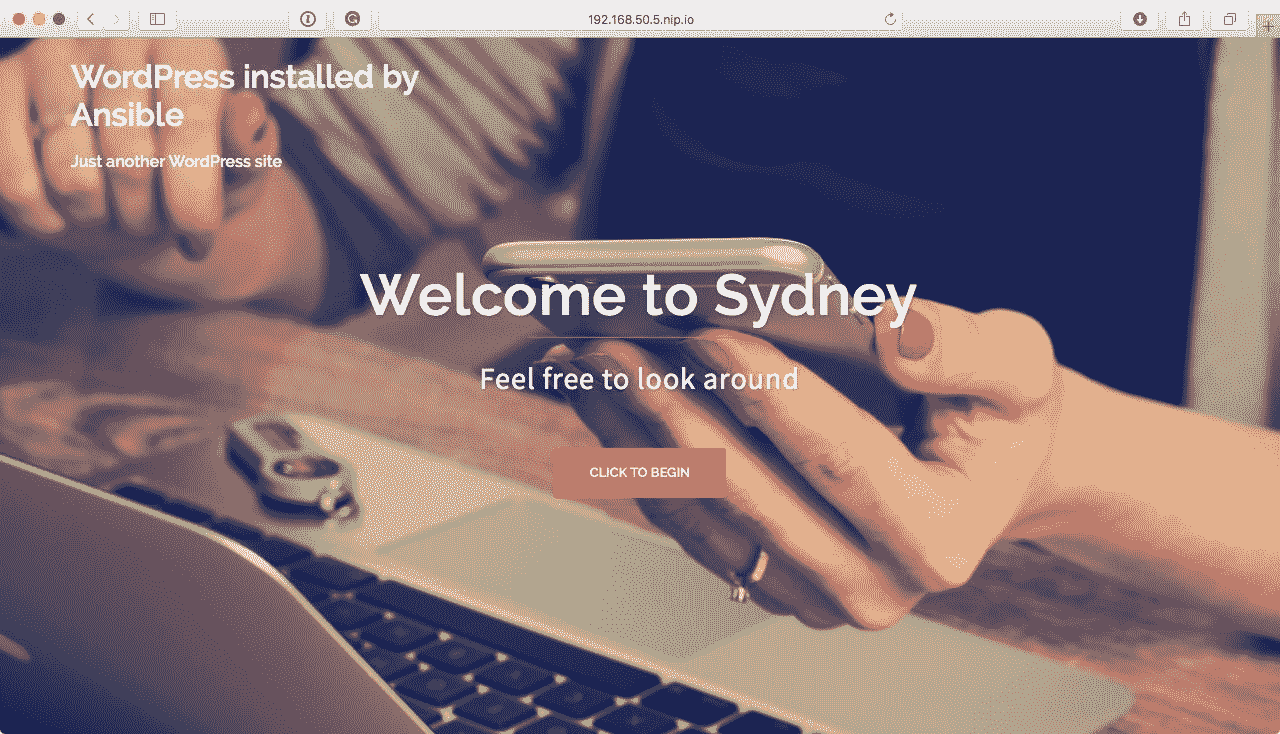 192.168.50.5.nip.io
WordPress installed by
Ansible
Just another WordPress site
Welcome to Sydney
Feel free to look around
CLICK TO BEGIN